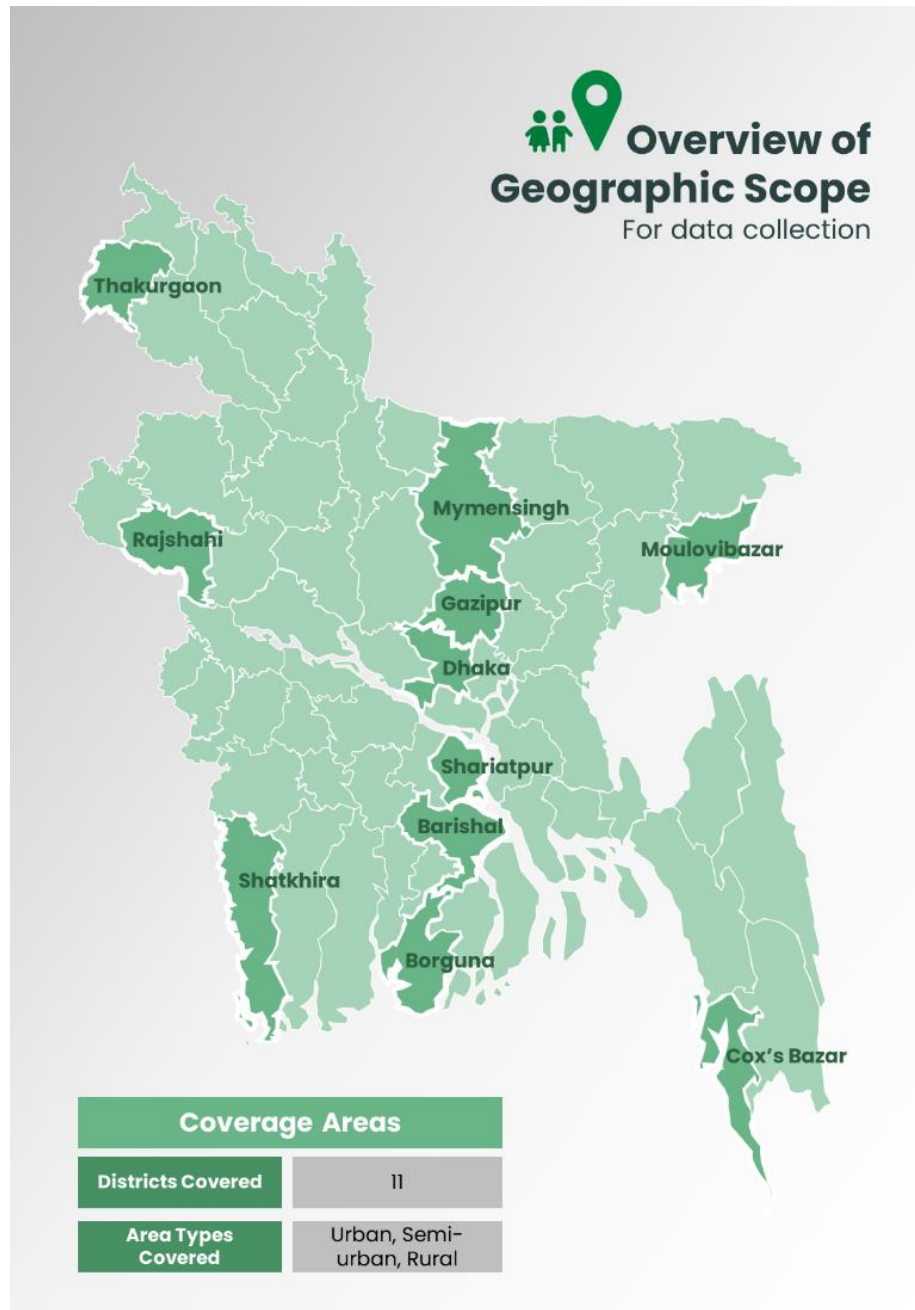 Overview of
Geographic Scope
For data collection
Thakurgaon
Mymensingh
Rajshahi
Moulovibazar
Gazipur
Dhaka
Shariatpur
Barishal
Shatkhira
Borguna
Cox's Bazar
Coverage Areas
Districts Covered
11
Area Types
Covered
Urban, Semi-
urban, Rural